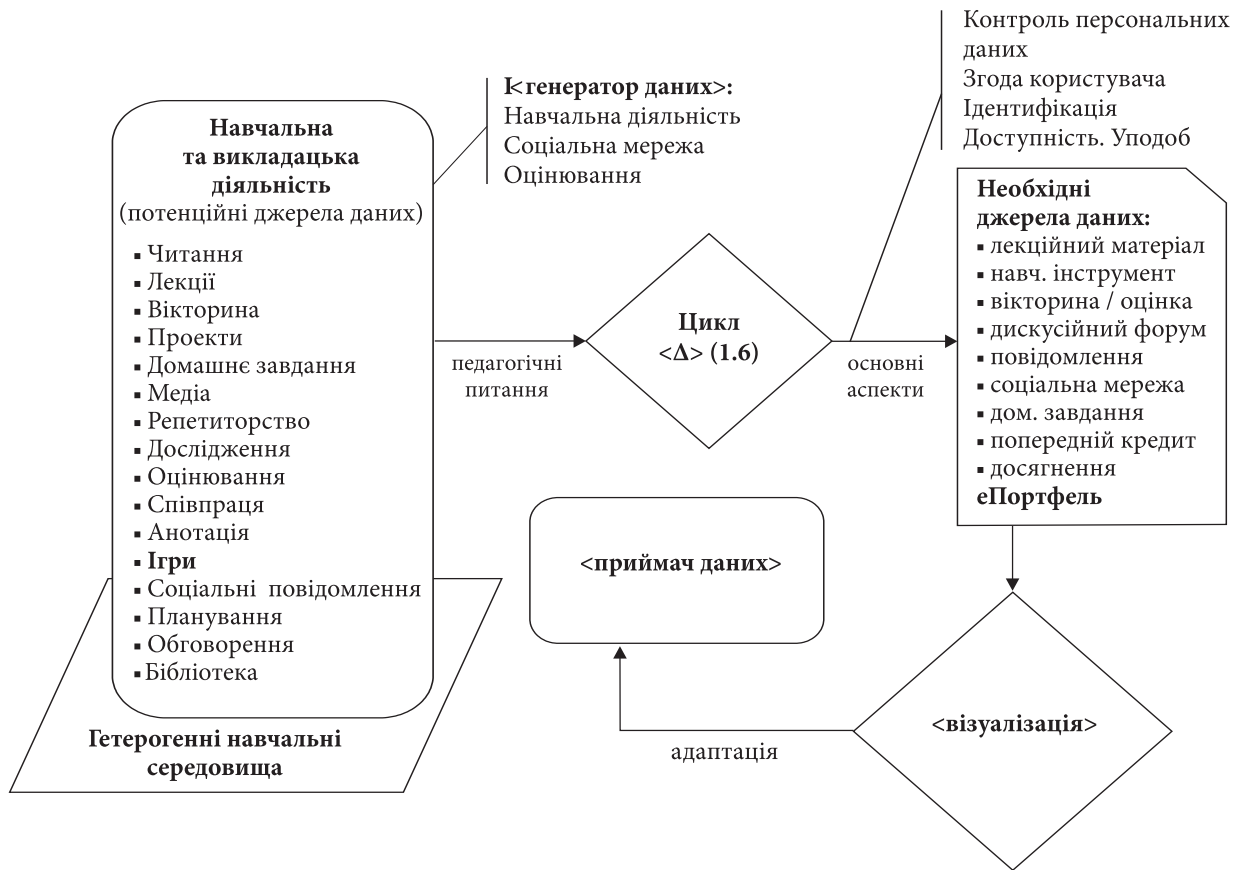 Контроль персональних
даних
Згода користувача
Ідентифікація
Доступність. Уподоб
І<генератор даних>:
Навчальна діяльність
Соціальна мережа
Оцінювання
Навчальна
та викладацька
діяльність
(потенційні джерела даних)
▪ Читання
▪ Лекції
▪ Вікторина
▪ Проекти
▪ Домашнє завдання
▪ Медіа
▪ Репетиторство
▪ Дослідження
▪ Оцінювання
▪ Співпраця
▪ Анотація
▪ Ігри
▪ Соціальні повідомлення
▪ Планування
▪ Обговорення
▪ Бібліотека
Гетерогенні навчальні
середовища
педагогічні
питання
Цикл
<Δ> (1.6)
основні
аспекти
Необхідні
джерела даних:
▪ лекційний матеріал
▪ навч. інструмент
▪ вікторина / оцінка
▪ дискусійний форум
▪ повідомлення
▪ соціальна мережа
▪ дом. завдання
▪ попередній кредит
▪ досягнення
еПортфель
<приймач даних>
<візуалізація>
адаптація